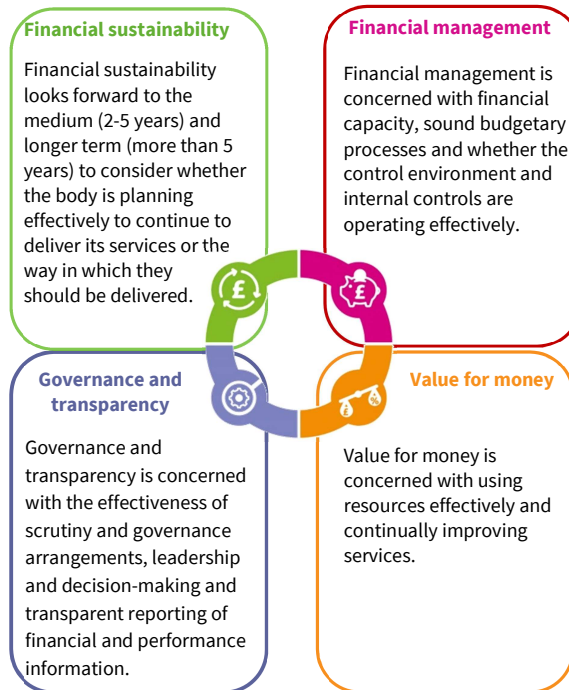 Financial sustainability
Financial sustainability
looks forward to the
medium (2-5 years) and
longer term (more than 5
years) to consider whether
the body is planning
effectively to continue to
deliver its services or the
way in which they
should be delivered.
Financial management
Financial management is
concerned with financial
capacity, sound budgetary
processes and whether the
control environment and
internal controls are
operating effectively.
£
£
Governance and
transparency
Governance and
transparency is concerned
with the effectiveness of
scrutiny and governance
arrangements, leadership
and decision-making and
transparent reporting of
financial and performance
information.
£
%
Value for money
Value for money is
concerned with using
resources effectively and
continually improving
services.